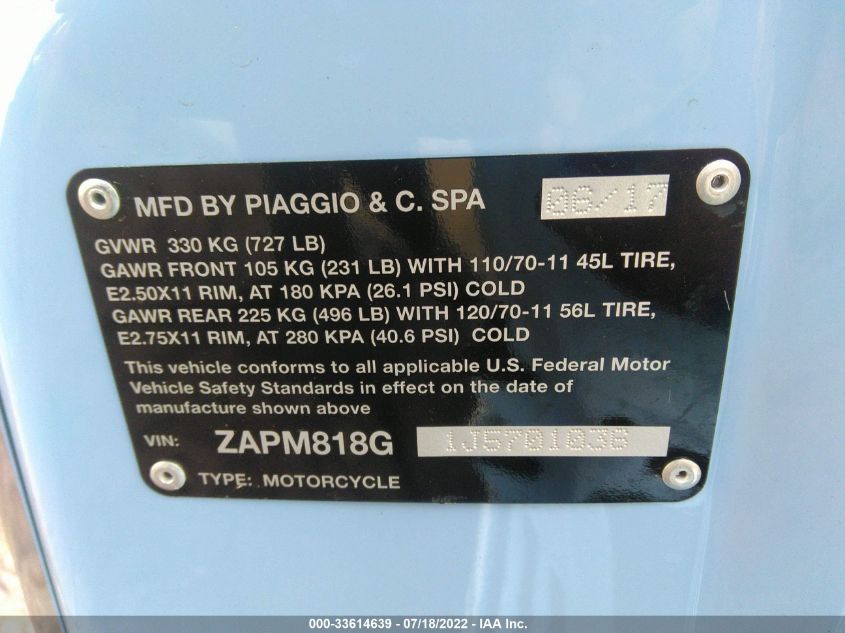 MFD BY PIAGGIO & C. SPA 06/17
GVWR 330 KG (727 LB)
GAWR FRONT 105 KG (231 LB) WITH 110/70-11 45L TIRE,
E2.50X11 RIM, AT 180 KPA (26.1 PSI) COLD
GAWR REAR 225 KG (496 LB) WITH 120/70-11 56L TIRE,
E2.75X11 RIM, AT 280 KPA (40.6 PSI) COLD
This vehicle conforms to all applicable U.S. Federal Motor
Vehicle Safety Standards in effect on the date of
manufacture shown above
VIN: ZAPM818G 1J5701036
TYPE: MOTORCYCLE
000-33614639 - 07/18/2022 - IAA Inc.